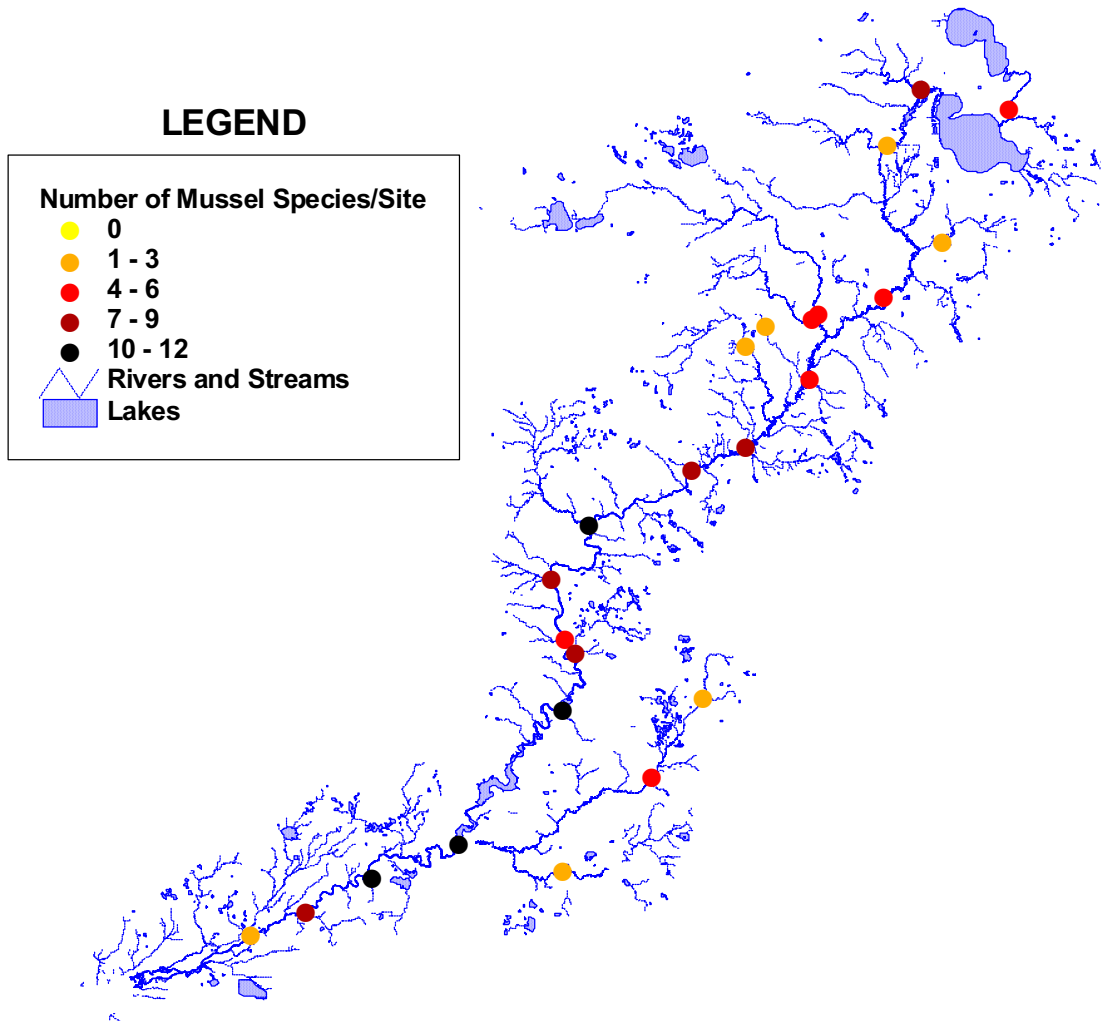 LEGEND
Number of Mussel Species/Site
0
1 - 3
4 - 6
7 - 9
10 - 12
Rivers and Streams
Lakes